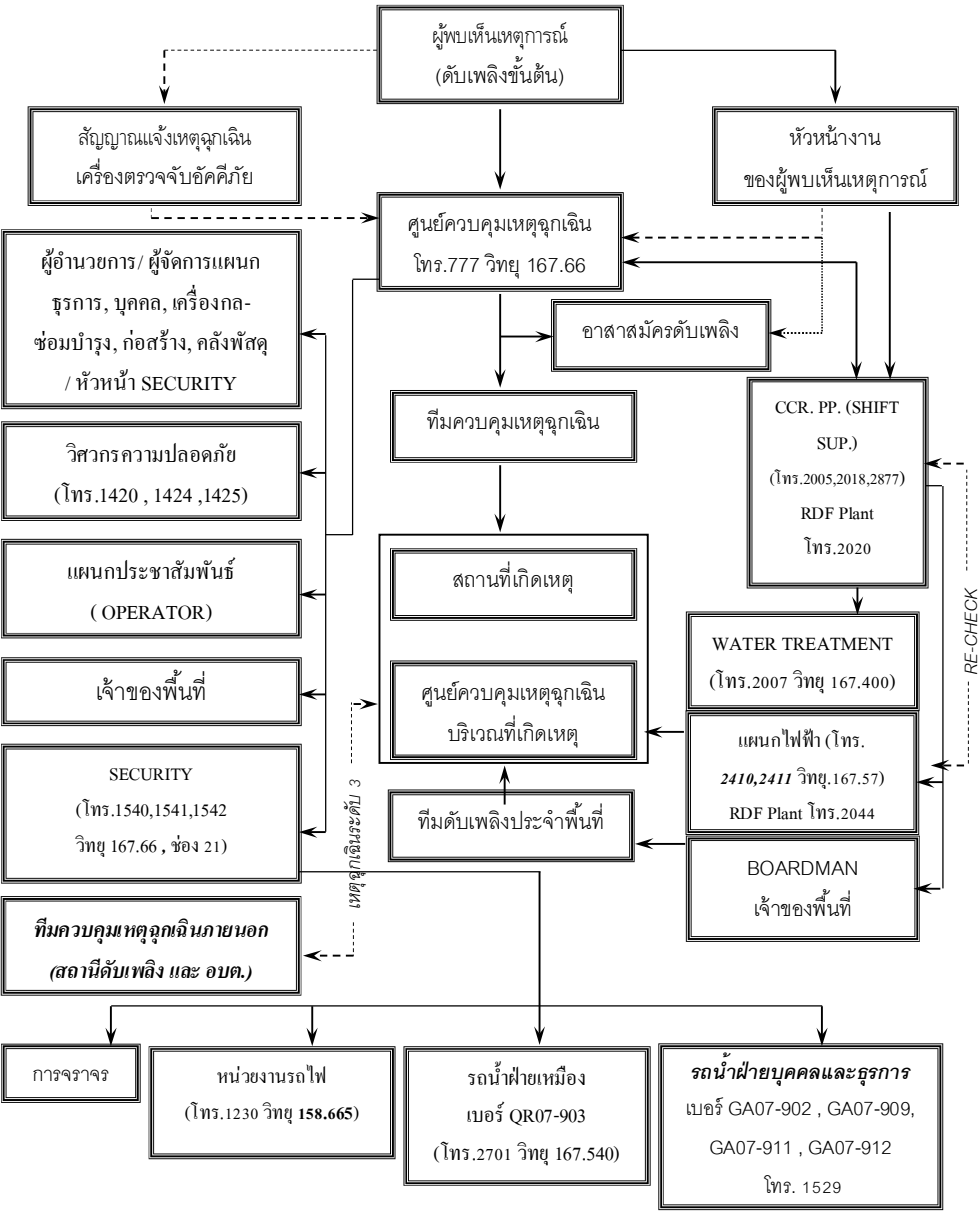 ผู้พบเห็นเหตุการณ์
(ดับเพลิงขั้นต้น)
สัญญาณแจ้งเหตุฉุกเฉิน
เครื่องตรวจจับอัคคีภัย
หัวหน้างาน
ของผู้พบเห็นเหตุการณ์
ศูนย์ควบคุมเหตุฉุกเฉิน
โทร.777 วิทยุ 167.66
ผู้อำนวยการ/ ผู้จัดการแผนก
ธุรการ, บุคคล, เครื่องกล-
ซ่อมบำรุง, ก่อสร้าง, คลังพัสดุ
/ หัวหน้า SECURITY
อาสาสมัครดับเพลิง
ทีมควบคุมเหตุฉุกเฉิน
CCR. PP. (SHIFT
SUP.)
(โทร.2005,2018,2877)
RDF Plant
โทร.2020
วิศวกรความปลอดภัย
(โทร.1420 , 1424 ,1425)
แผนกประชาสัมพันธ์
( OPERATOR)
สถานที่เกิดเหตุ
RE-CHECK
WATER TREATMENT
(โทร.2007 วิทยุ 167.400)
เจ้าของพื้นที่
ศูนย์ควบคุมเหตุฉุกเฉิน
บริเวณที่เกิดเหตุ
แผนกไฟฟ้า (โทร.
2410,2411 วิทยุ.167.57)
RDF Plant โทร.2044
SECURITY
(โทร.1540,1541,1542
วิทยุ 167.66 , ช่อง 21)
เหตุฉุกเฉินระดับ 3
ทีมดับเพลิงประจำพื้นที่
BOARDMAN
เจ้าของพื้นที่
ทีมควบคุมเหตุฉุกเฉินภายนอก
(สถานีดับเพลิง และ อบต.)
การจราจร
หน่วยงานรถไฟ
(โทร.1230 วิทยุ 158.665)
รถน้ำฝ่ายเหมือง
เบอร์ QR07-903
(โทร.2701 วิทยุ 167.540)
รถน้ำฝ่ายบุคคลและธุรการ
เบอร์ GA07-902 , GA07-909,
GA07-911 , GA07-912
โทร. 1529